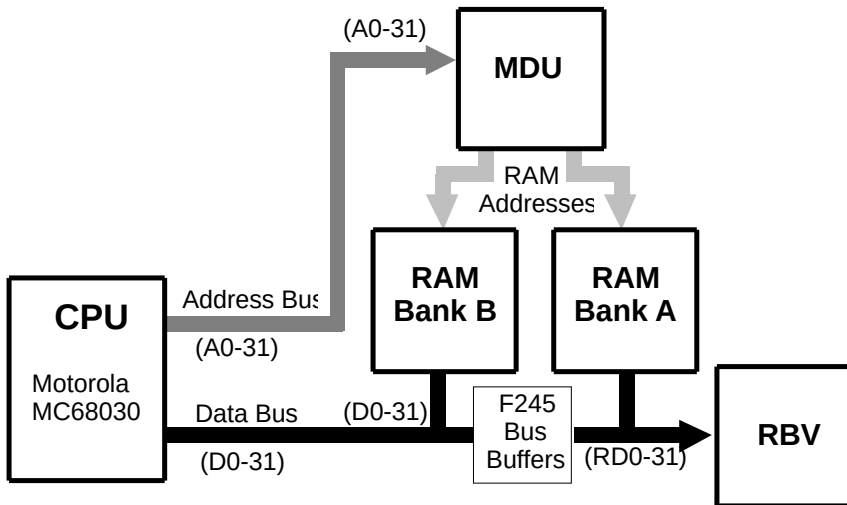 (A0-31)
MDU
RAM
Addresses
RAM
Bank B
RAM
Bank A
CPU
Motorola
MC68030
Address Bus
(A0-31)
Data Bus
(D0-31)
(D0-31)
F245
Bus
Buffers
(RD0-31)
RBV